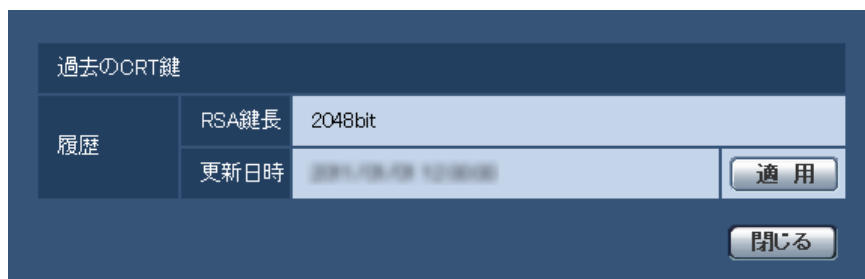 過去のCRT鍵
履歴
RSA鍵長 2048bit
更新日時
適 用
閉じる